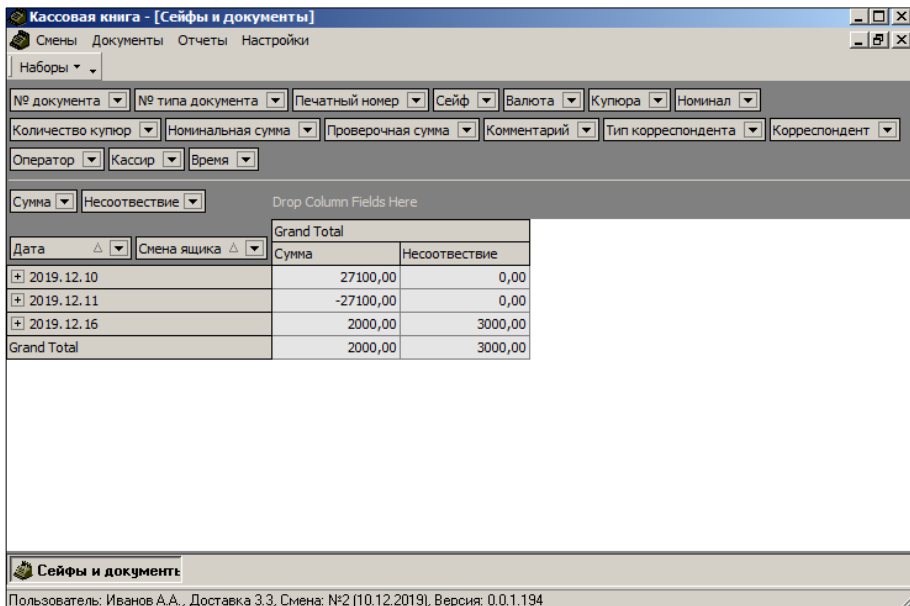 Кассовая книга - [Сейфы и документы]
Смены Документы Отчеты Настройки
Наборы
№ документа № типа документа Печатный номер Сейф Валюта Купюра Номинал
Количество купюр Номинальная сумма Проверочная сумма Комментарий Тип корреспондента Корреспондент
Оператор Кассир Время
Сумма Несоотвествие Drop Column Fields Here
Grand Total
Дата Смена ящика Сумма Несоотвествие
2019.12.10 27100,00 0,00
2019.12.11 -27100,00 0,00
2019.12.16 2000,00 3000,00
Grand Total 2000,00 3000,00
Сейфы и документы
Пользователь: Иванов А.А., Доставка 3.3, Смена: №2 (10.12.2019), Версия: 0.0.1.194